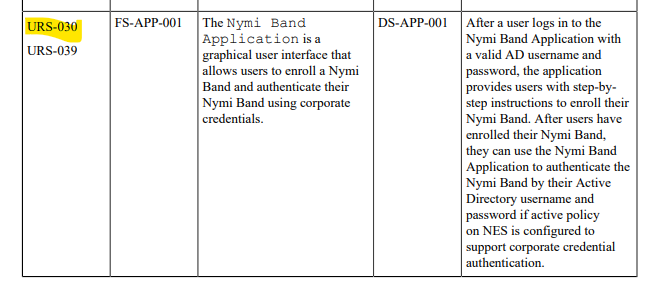 URS-030
URS-039
FS-APP-001
The Nymi Band
Application is a
graphical user interface that
allows users to enroll a Nymi
Band and authenticate their
Nymi Band using corporate
credentials.
DS-APP-001
After a user logs in to the
Nymi Band Application with
a valid AD username and
password, the application
provides users with step-by-
step instructions to enroll their
Nymi Band. After users have
enrolled their Nymi Band,
they can use the Nymi Band
Application to authenticate the
Nymi Band by their Active
Directory username and
password if active policy
on NES is configured to
support corporate credential
authentication.